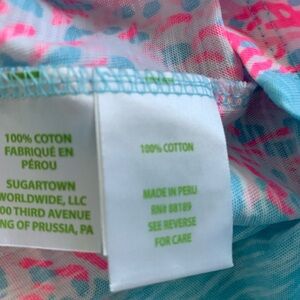 100% COTON
FABRIQUÉ EN
PÉROU
SUGARTOWN
WORLDWIDE, LLC
00 THIRD AVENUE
NG OF PRUSSIA, PA
100% COTTON
MADE IN PERU
RN# 88189
SEE REVERSE
FOR CARE